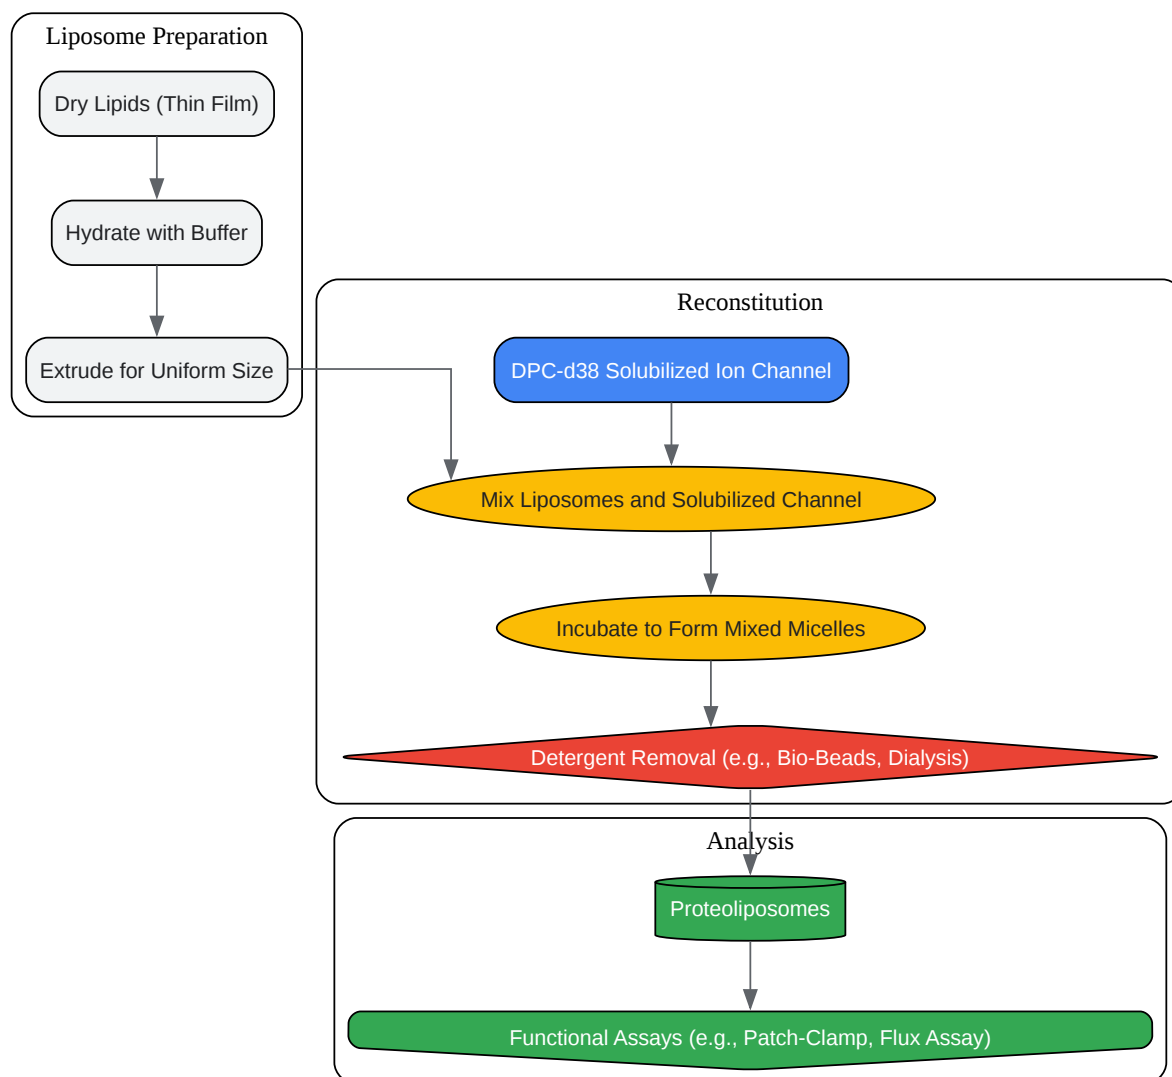 Liposome Preparation
Dry Lipids (Thin Film)
Hydrate with Buffer
Extrude for Uniform Size
Reconstitution
DPC-d38 Solubilized Ion Channel
Mix Liposomes and Solubilized Channel
Incubate to Form Mixed Micelles
Detergent Removal (e.g., Bio-Beads, Dialysis)
Analysis
Proteoliposomes
Functional Assays (e.g., Patch-Clamp, Flux Assay)